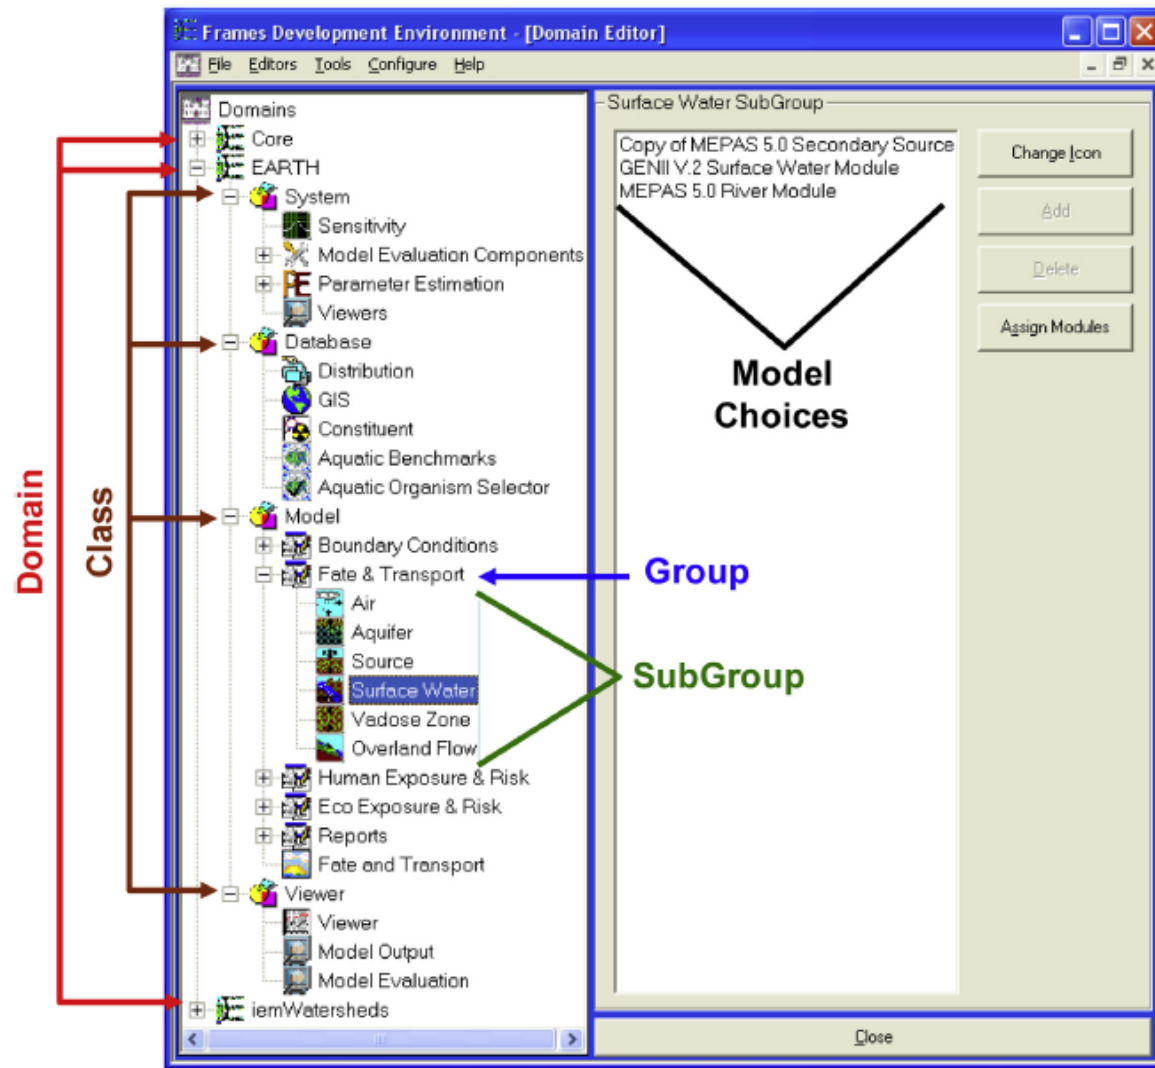 Frames Development Environment - [Domain Editor]
File Editors Tools Configure Help
Domains
Core
EARTH
System
Sensitivity
Model Evaluation Components
Parameter Estimation
Viewers
Database
Distribution
GIS
Constituent
Aquatic Benchmarks
Aquatic Organism Selector
Model
Boundary Conditions
Fate & Transport
Air
Aquifer
Source
Surface Water
Vadose Zone
Overland Flow
Human Exposure & Risk
Eco Exposure & Risk
Reports
Fate and Transport
Viewer
Viewer
Model Output
Model Evaluation
iemWatersheds
Domain
Class
Surface Water SubGroup
Copy of MEPAS 5.0 Secondary Source
GENII V.2 Surface Water Module
MEPAS 5.0 River Module
Model
Choices
Group
SubGroup
Change Icon
Add
Delete
Assign Modules
Close